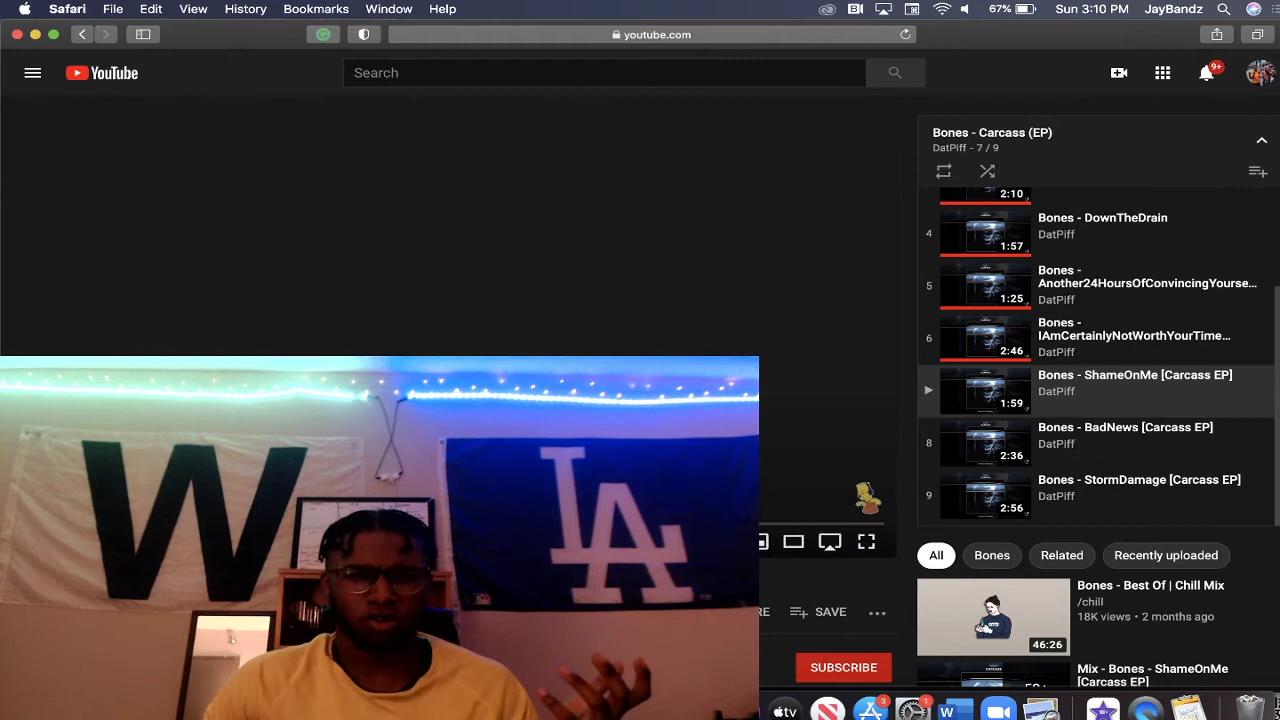 Safari File Edit View History Bookmarks Window Help
67% Sun 3:10 PM JayBandz
youtube.com
YouTube
Search
9+
Bones - Carcass (EP)
DatPiff - 7 / 9
2:10
4
Bones - DownTheDrain
DatPiff
1:57
5
Bones -
Another24HoursOfConvincingYourse...
DatPiff
1:25
6
Bones -
IAmCertainlyNotWorthYourTime...
DatPiff
2:46
Bones - ShameOnMe [Carcass EP]
DatPiff
1:59
8
Bones - BadNews [Carcass EP]
DatPiff
2:36
9
Bones - StormDamage [Carcass EP]
DatPiff
2:56
All Bones Related Recently uploaded
Bones - Best Of | Chill Mix
/chill
18K views • 2 months ago
46:26
Mix - Bones - ShameOnMe
[Carcass EP]
RE SAVE
SUBSCRIBE
W
LA
tv
3
1
W